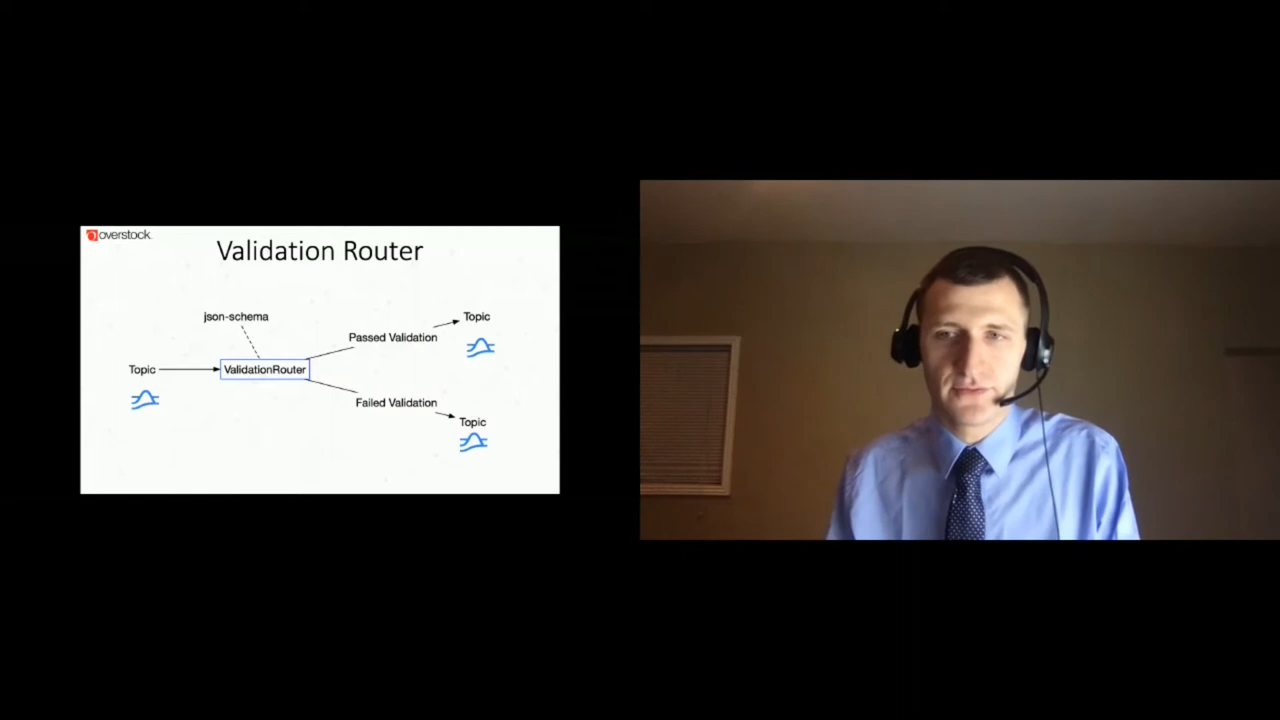 overstock.
Validation Router
json-schema
Topic
Passed Validation
Topic
ValidationRouter
Failed Validation
Topic